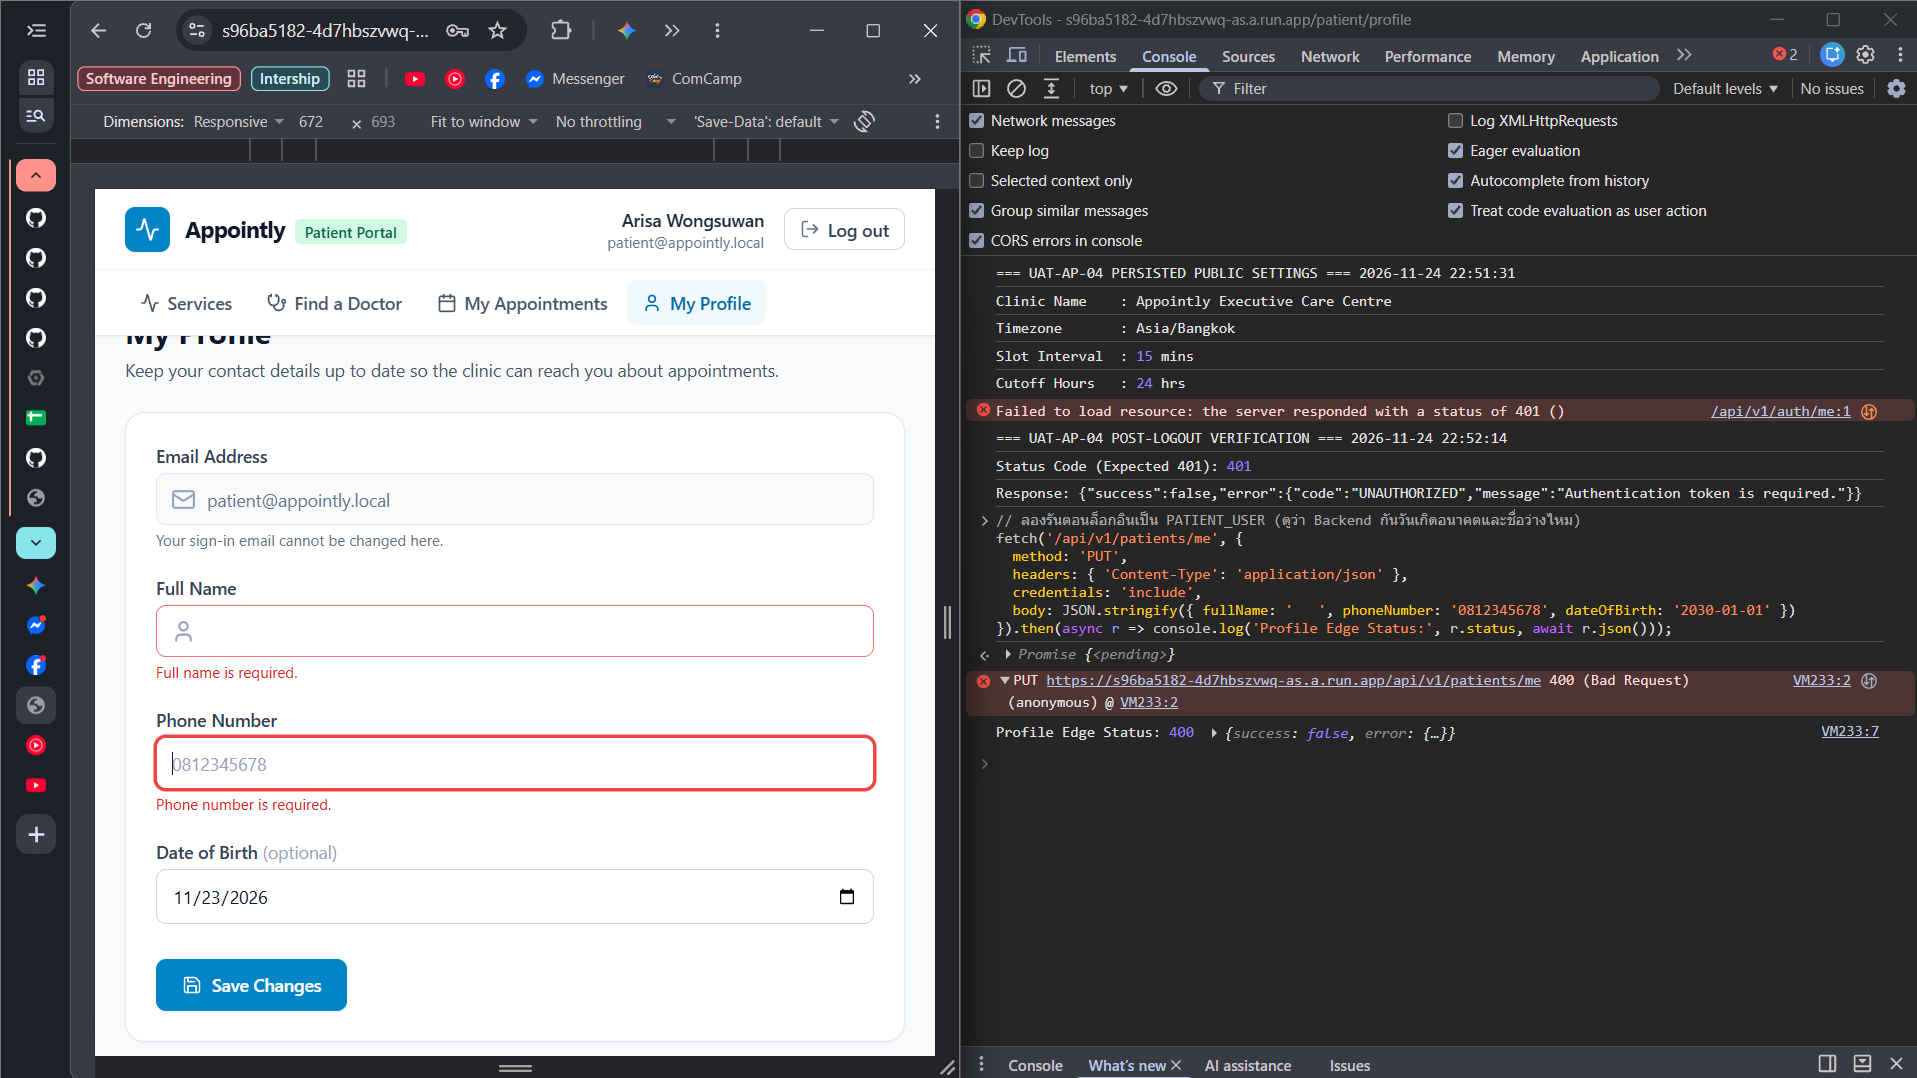 s96ba5182-4d7hbszvwq-...
Software Engineering
Intership
Messenger
ComCamp
Dimensions: Responsive
672
×
693
Fit to window
No throttling
'Save-Data': default
Appointly
Patient Portal
Arisa Wongsuwan
patient@appointly.local
Log out
Services
Find a Doctor
My Appointments
My Profile
My Profile
Keep your contact details up to date so the clinic can reach you about appointments.
Email Address
patient@appointly.local
Your sign-in email cannot be changed here.
Full Name
Full name is required.
Phone Number
0812345678
Phone number is required.
Date of Birth (optional)
11/23/2026
Save Changes
DevTools - s96ba5182-4d7hbszvwq-as.a.run.app/patient/profile
Elements
Console
Sources
Network
Performance
Memory
Application
2
top
Filter
Default levels
No issues
Network messages
Log XMLHttpRequests
Keep log
Eager evaluation
Selected context only
Autocomplete from history
Group similar messages
Treat code evaluation as user action
CORS errors in console
=== UAT-AP-04 PERSISTED PUBLIC SETTINGS === 2026-11-24 22:51:31
Clinic Name : Appointly Executive Care Centre
Timezone : Asia/Bangkok
Slot Interval : 15 mins
Cutoff Hours : 24 hrs
Failed to load resource: the server responded with a status of 401 ()
/api/v1/auth/me:1
=== UAT-AP-04 POST-LOGOUT VERIFICATION === 2026-11-24 22:52:14
Status Code (Expected 401): 401
Response: {"success":false,"error":{"code":"UNAUTHORIZED","message":"Authentication token is required."}}
// ลองรันตอนล็อกอินเป็น PATIENT_USER (ดูว่า Backend กันวันเกิดอนาคตและชื่อว่างไหม)
fetch('/api/v1/patients/me', {
method: 'PUT',
headers: { 'Content-Type': 'application/json' },
credentials: 'include',
body: JSON.stringify({ fullName: '   ', phoneNumber: '0812345678', dateOfBirth: '2030-01-01' })
}).then(async r => console.log('Profile Edge Status:', r.status, await r.json()));
Promise {<pending>}
PUT https://s96ba5182-4d7hbszvwq-as.a.run.app/api/v1/patients/me 400 (Bad Request)
VM233:2
(anonymous) @ VM233:2
Profile Edge Status: 400 {success: false, error: {…}}
VM233:7
Console
What's new
AI assistance
Issues